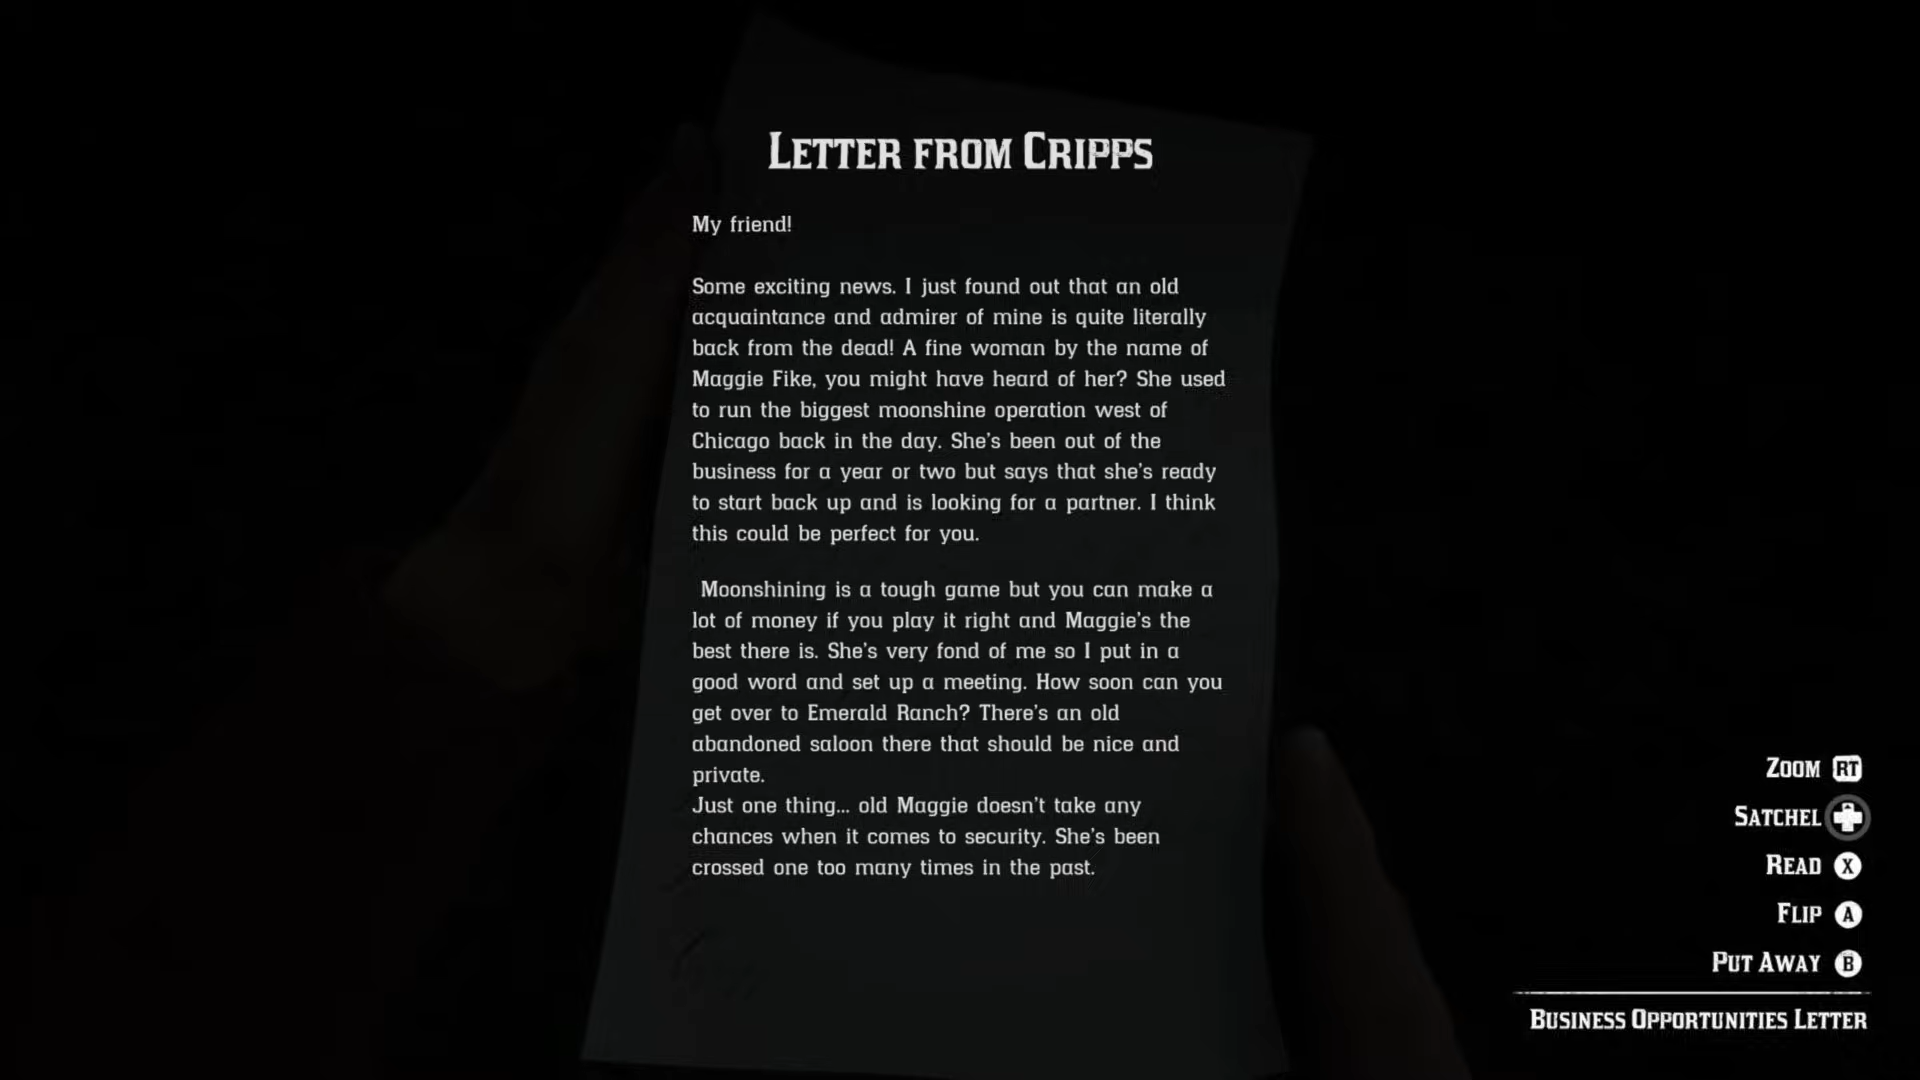 LETTER FROM CRIPPS
My friend!
Some exciting news. I just found out that an old
acquaintance and admirer of mine is quite literally
back from the dead! A fine woman by the name of
Maggie Fike, you might have heard of her? She used
to run the biggest moonshine operation west of
Chicago back in the day. She's been out of the
business for a year or two but says that she's ready
to start back up and is looking for a partner. I think
this could be perfect for you.
Moonshining is a tough game but you can make a
lot of money if you play it right and Maggie's the
best there is. She's very fond of me so I put in a
good word and set up a meeting. How soon can you
get over to Emerald Ranch? There's an old
abandoned saloon there that should be nice and
private.
Just one thing... old Maggie doesn't take any
chances when it comes to security. She's been
crossed one too many times in the past.
ZOOM RT
SATCHEL
READ X
FLIP A
PUT AWAY B
BUSINESS OPPORTUNITIES LETTER